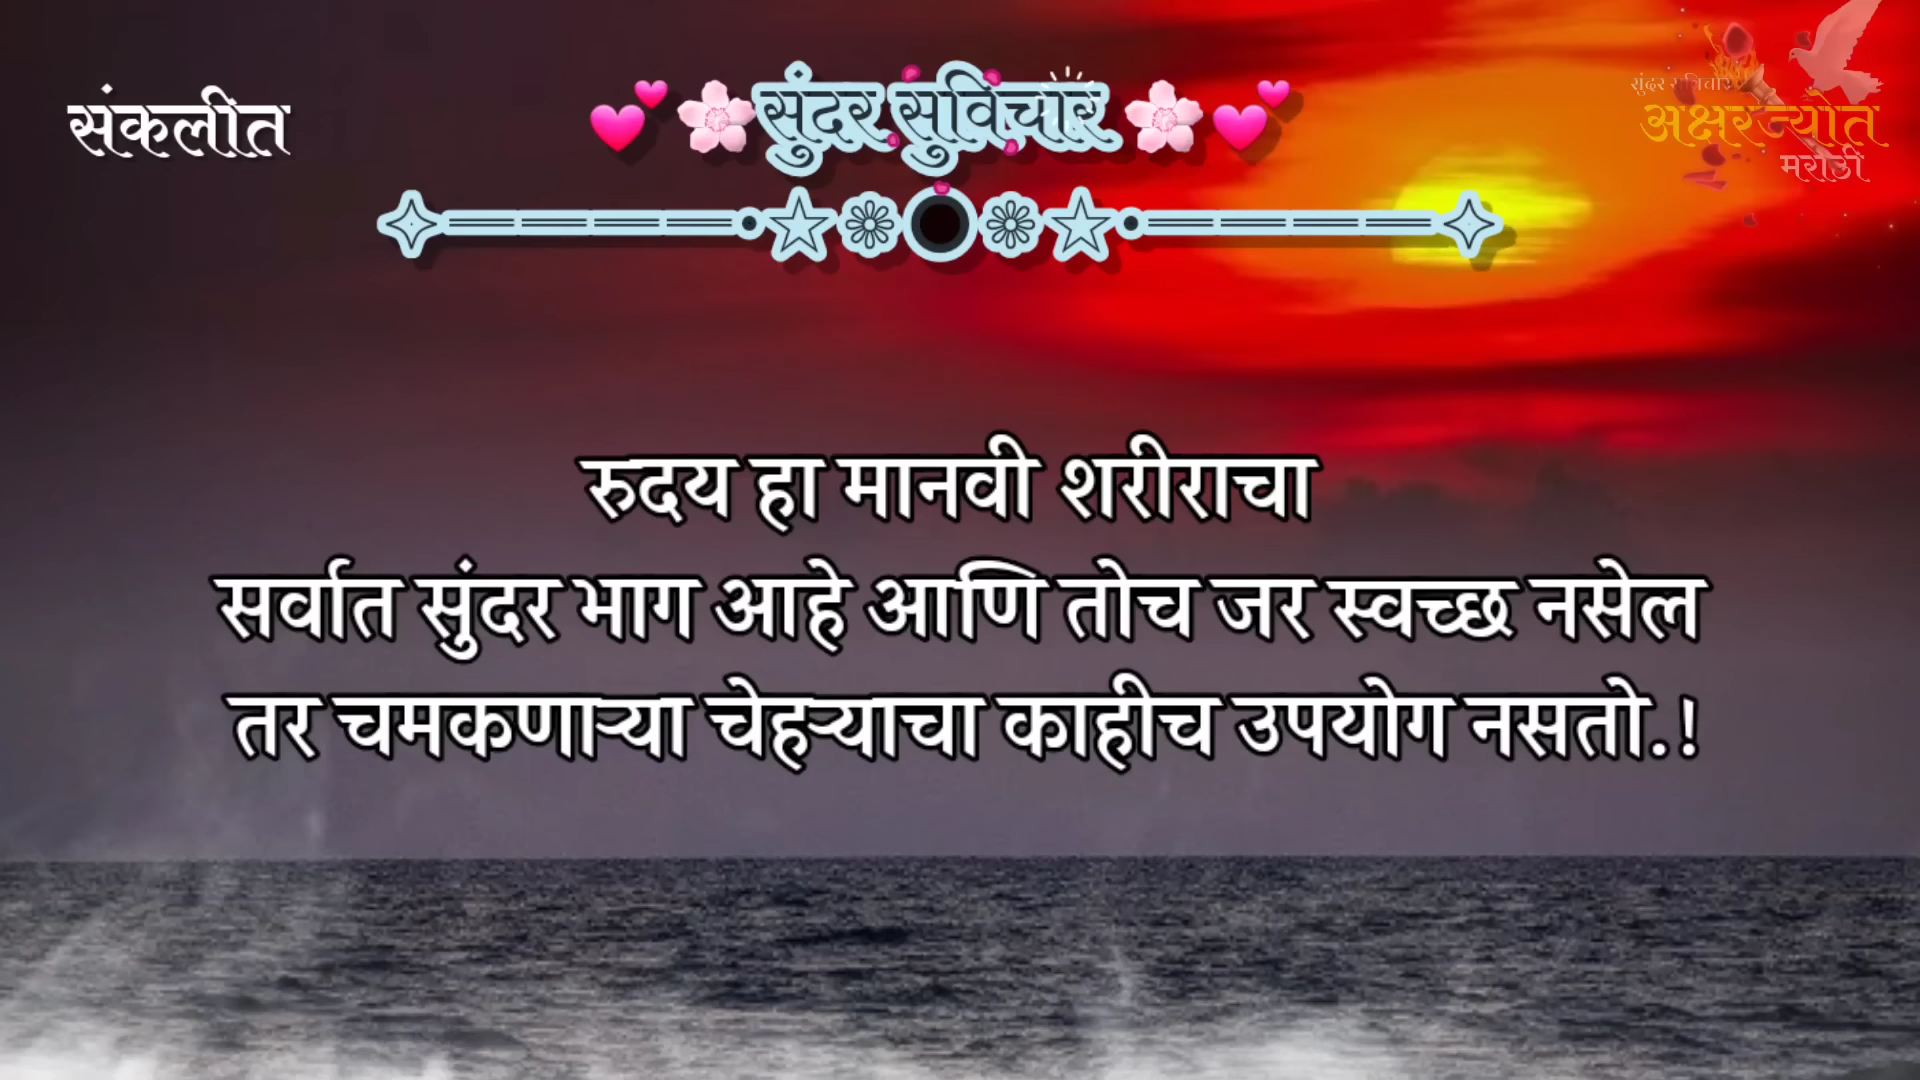 संकलीत
💕🌸सुंदर सुविचार🌸💕
सुंदर सुविचार
अक्षरज्योत
मराठी
रुदय हा मानवी शरीराचा
सर्वात सुंदर भाग आहे आणि तोच जर स्वच्छ नसेल
तर चमकणाऱ्या चेहऱ्याचा काहीच उपयोग नसतो.!